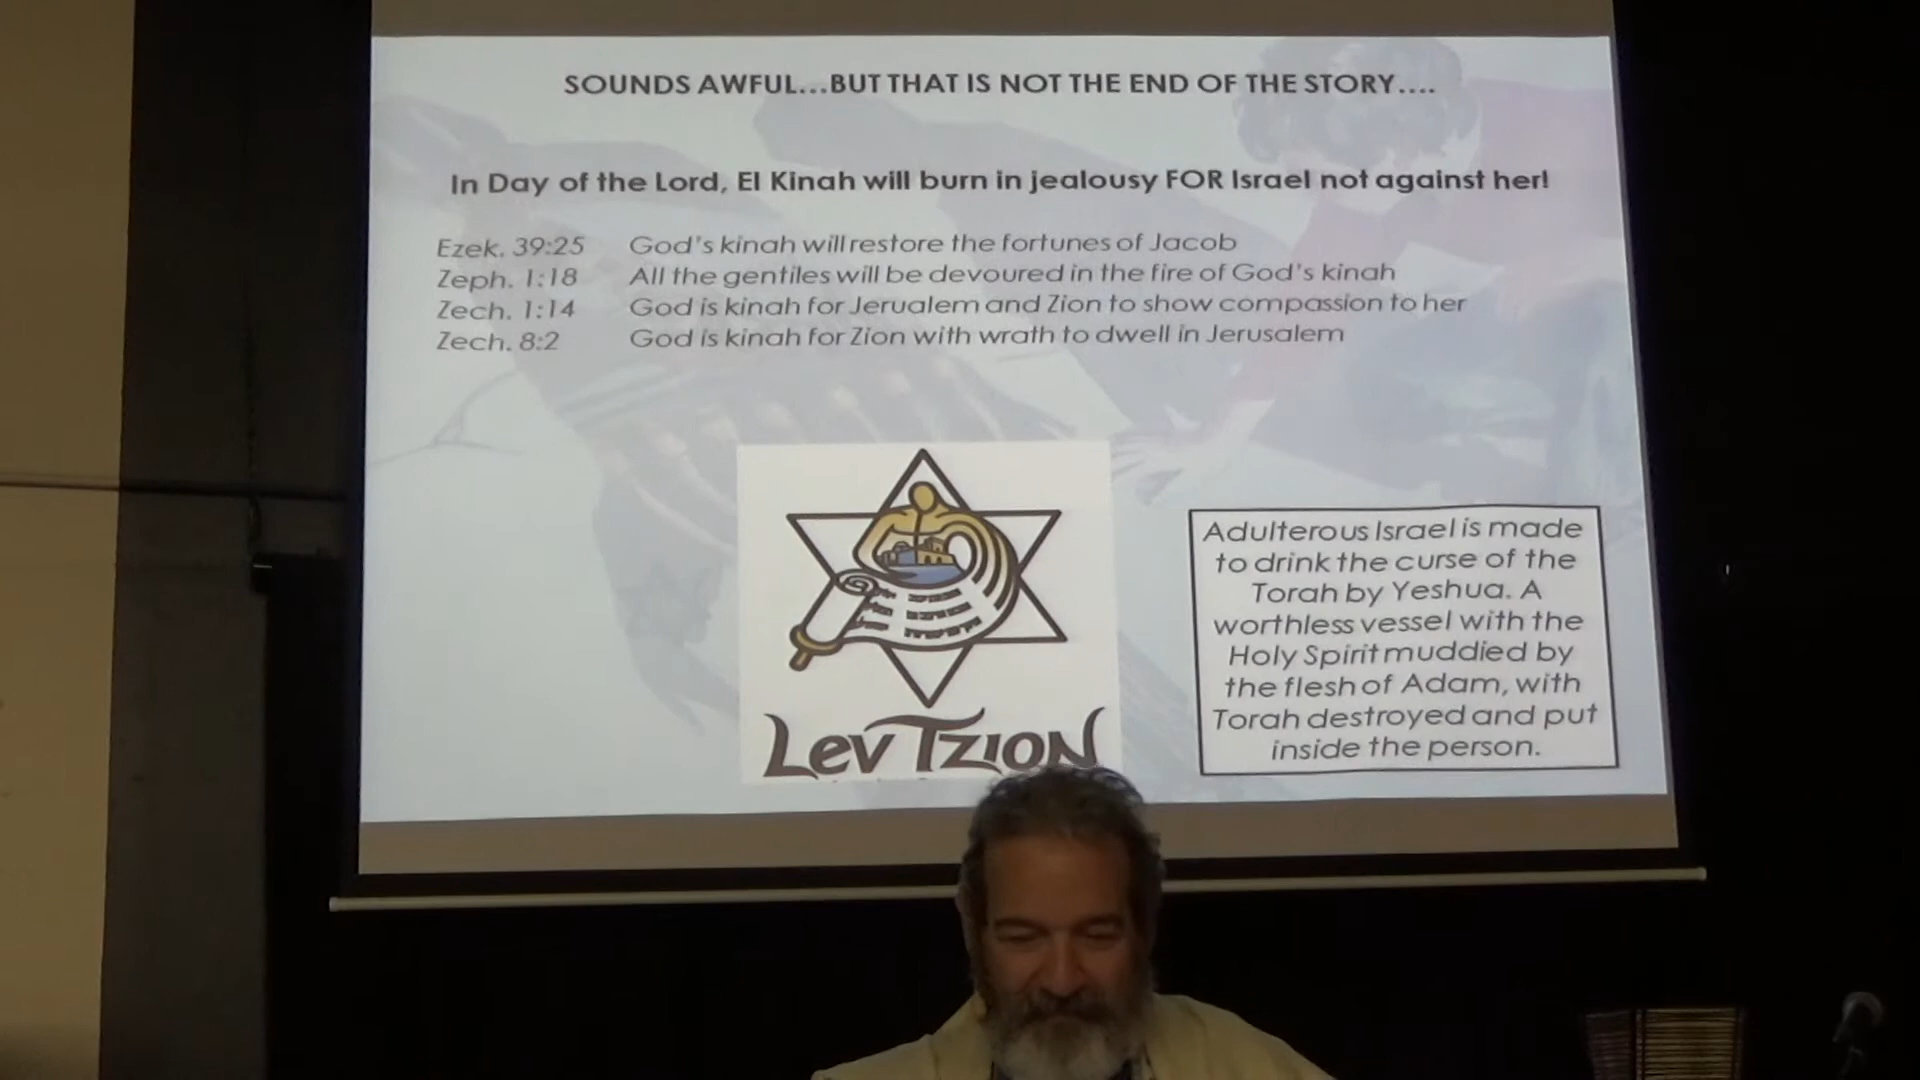 SOUNDS AWFUL...BUT THAT IS NOT THE END OF THE STORY....
In Day of the Lord, El Kinah will burn in jealousy FOR Israel not against her!
Ezek. 39:25 God's kinah will restore the fortunes of Jacob
Zeph. 1:18 All the gentiles will be devoured in the fire of God's kinah
Zech. 1:14 God is kinah for Jerualem and Zion to show compassion to her
Zech. 8:2 God is kinah for Zion with wrath to dwell in Jerusalem
Lev Tzion
Adulterous Israel is made
to drink the curse of the
Torah by Yeshua. A
worthless vessel with the
Holy Spirit muddied by
the flesh of Adam, with
Torah destroyed and put
inside the person.